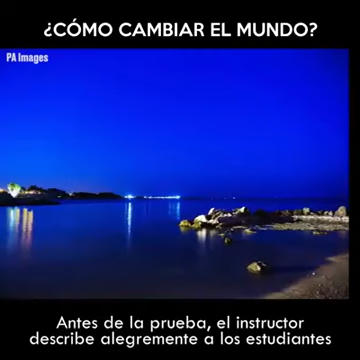 ¿CÓMO CAMBIAR EL MUNDO?
PA Images
Antes de la prueba, el instructor
describe alegremente a los estudiantes